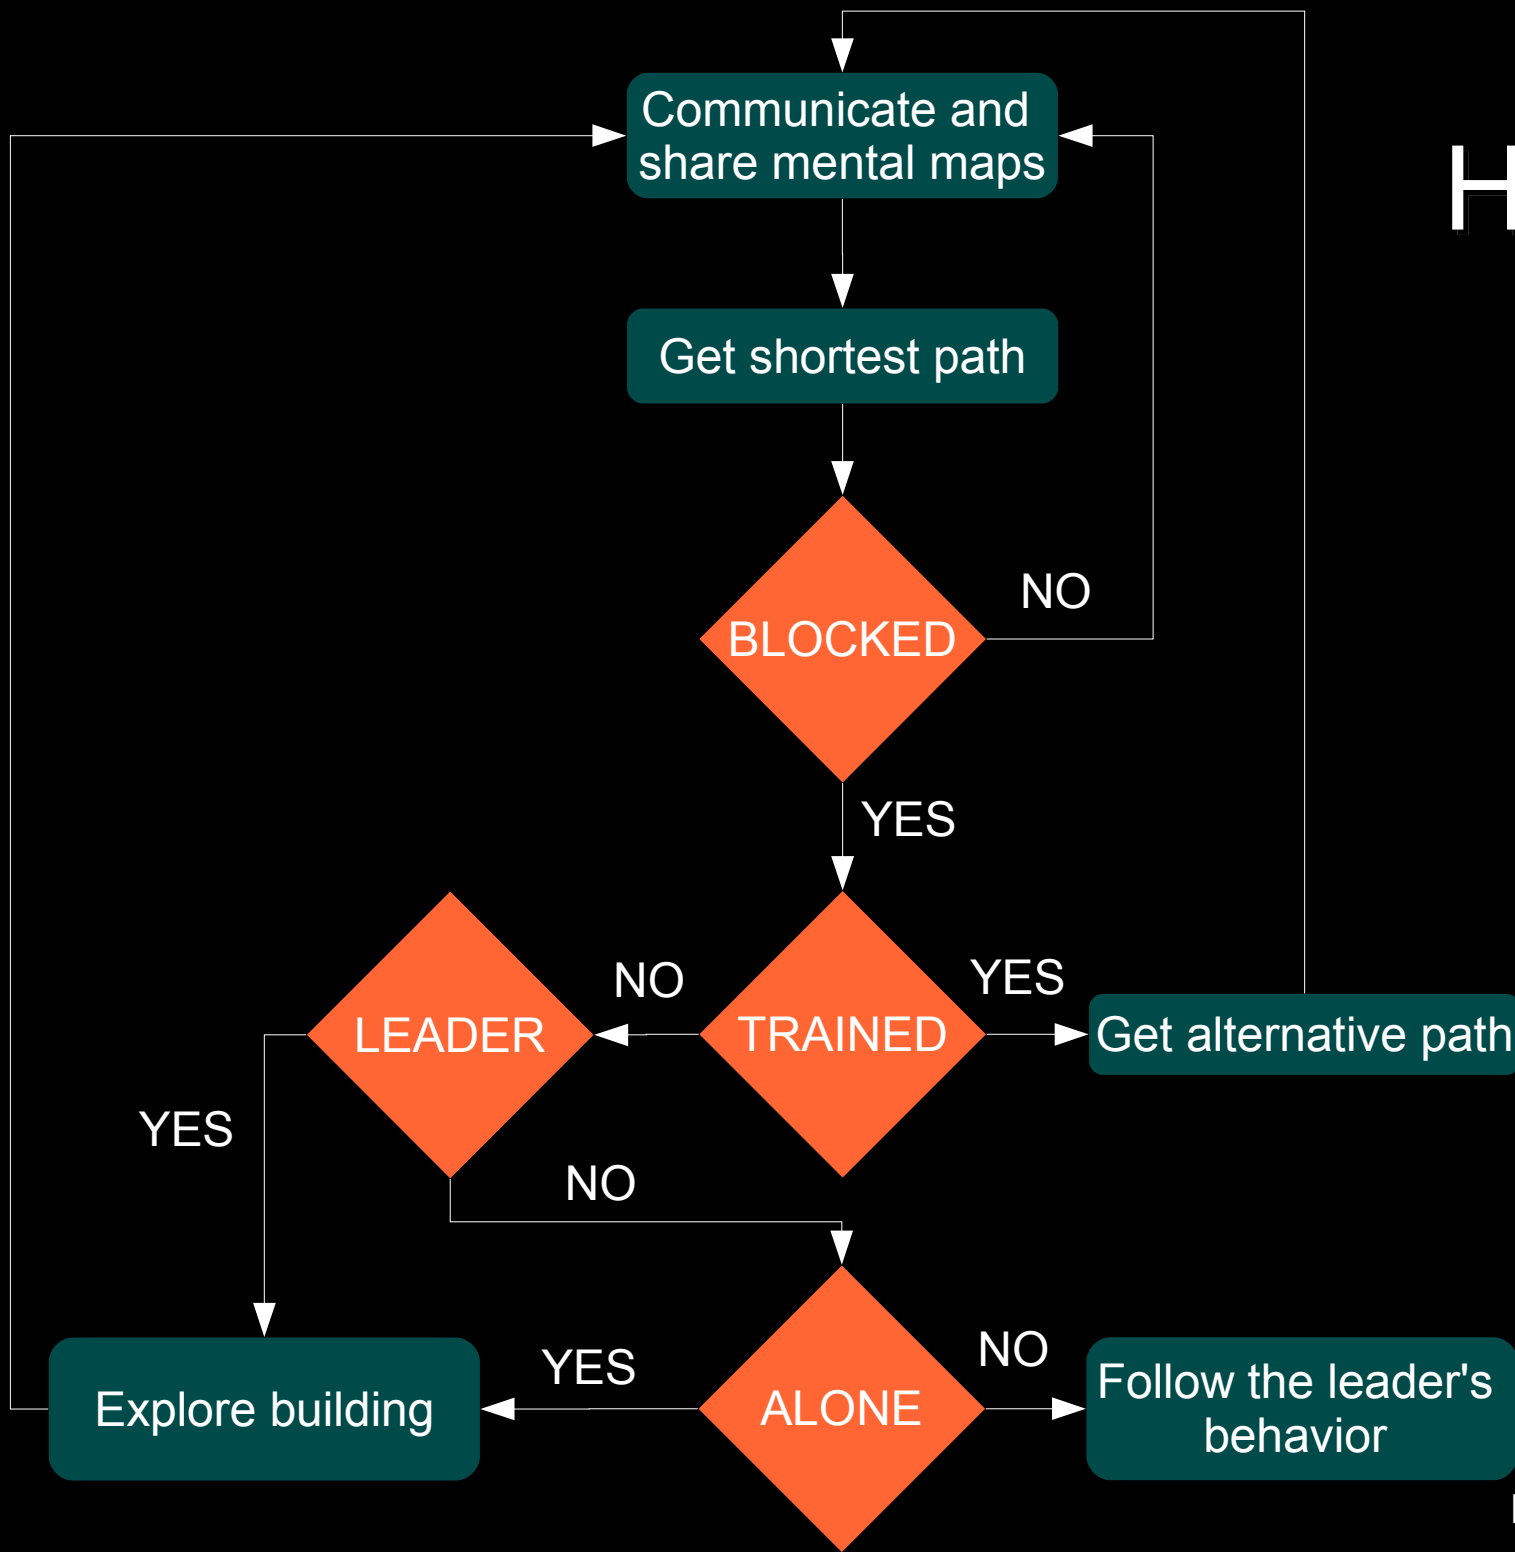 Communicate and
share mental maps
H
Get shortest path
NO
BLOCKED
YES
NO
YES
LEADER
TRAINED
Get alternative path
YES
NO
YES
NO
Explore building
ALONE
Follow the leader's
behavior